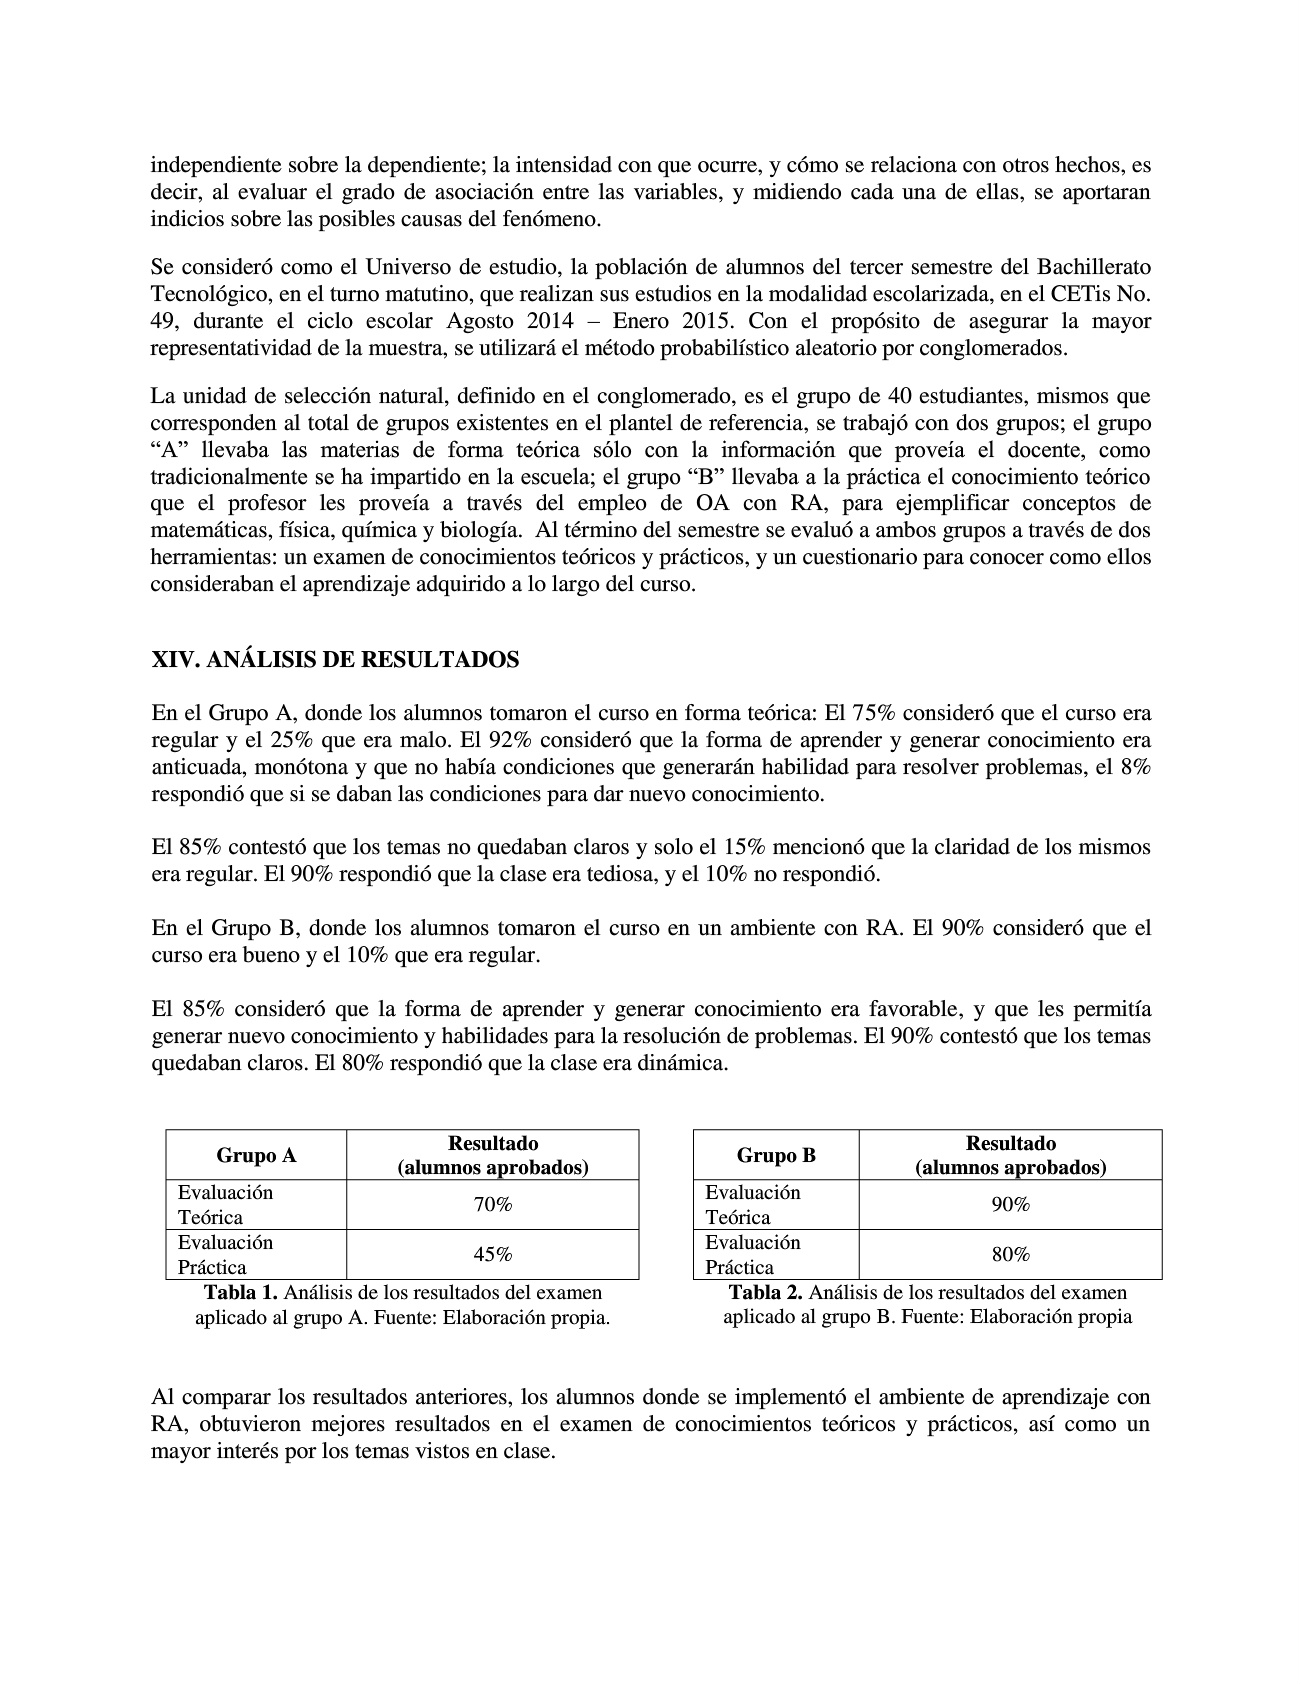 independiente sobre la dependiente; la intensidad con que ocurre, y cómo se relaciona con otros hechos, es
decir, al evaluar el grado de asociación entre las variables, y midiendo cada una de ellas, se aportaran
indicios sobre las posibles causas del fenómeno.
Se consideró como el Universo de estudio, la población de alumnos del tercer semestre del Bachillerato
Tecnológico, en el turno matutino, que realizan sus estudios en la modalidad escolarizada, en el CETis No.
49, durante el ciclo escolar Agosto 2014 – Enero 2015. Con el propósito de asegurar la mayor
representatividad de la muestra, se utilizará el método probabilístico aleatorio por conglomerados.
La unidad de selección natural, definido en el conglomerado, es el grupo de 40 estudiantes, mismos que
corresponden al total de grupos existentes en el plantel de referencia, se trabajó con dos grupos; el grupo
“A” llevaba las materias de forma teórica sólo con la información que proveía el docente, como
tradicionalmente se ha impartido en la escuela; el grupo “B” llevaba a la práctica el conocimiento teórico
que el profesor les proveía a través del empleo de OA con RA, para ejemplificar conceptos de
matemáticas, física, química y biología.  Al término del semestre se evaluó a ambos grupos a través de dos
herramientas: un examen de conocimientos teóricos y prácticos, y un cuestionario para conocer como ellos
consideraban el aprendizaje adquirido a lo largo del curso.
XIV. ANÁLISIS DE RESULTADOS
En el Grupo A, donde los alumnos tomaron el curso en forma teórica: El 75% consideró que el curso era
regular y el 25% que era malo. El 92% consideró que la forma de aprender y generar conocimiento era
anticuada, monótona y que no había condiciones que generarán habilidad para resolver problemas, el 8%
respondió que si se daban las condiciones para dar nuevo conocimiento.
El 85% contestó que los temas no quedaban claros y solo el 15% mencionó que la claridad de los mismos
era regular. El 90% respondió que la clase era tediosa, y el 10% no respondió.
En el Grupo B, donde los alumnos tomaron el curso en un ambiente con RA. El 90% consideró que el
curso era bueno y el 10% que era regular.
El 85% consideró que la forma de aprender y generar conocimiento era favorable, y que les permitía
generar nuevo conocimiento y habilidades para la resolución de problemas. El 90% contestó que los temas
quedaban claros. El 80% respondió que la clase era dinámica.
Grupo A
Resultado
(alumnos aprobados)
Evaluación
Teórica
70%
Evaluación
Práctica
45%
Tabla 1. Análisis de los resultados del examen
aplicado al grupo A. Fuente: Elaboración propia.
Grupo B
Resultado
(alumnos aprobados)
Evaluación
Teórica
90%
Evaluación
Práctica
80%
Tabla 2. Análisis de los resultados del examen
aplicado al grupo B. Fuente: Elaboración propia
Al comparar los resultados anteriores, los alumnos donde se implementó el ambiente de aprendizaje con
RA, obtuvieron mejores resultados en el examen de conocimientos teóricos y prácticos, así como un
mayor interés por los temas vistos en clase.